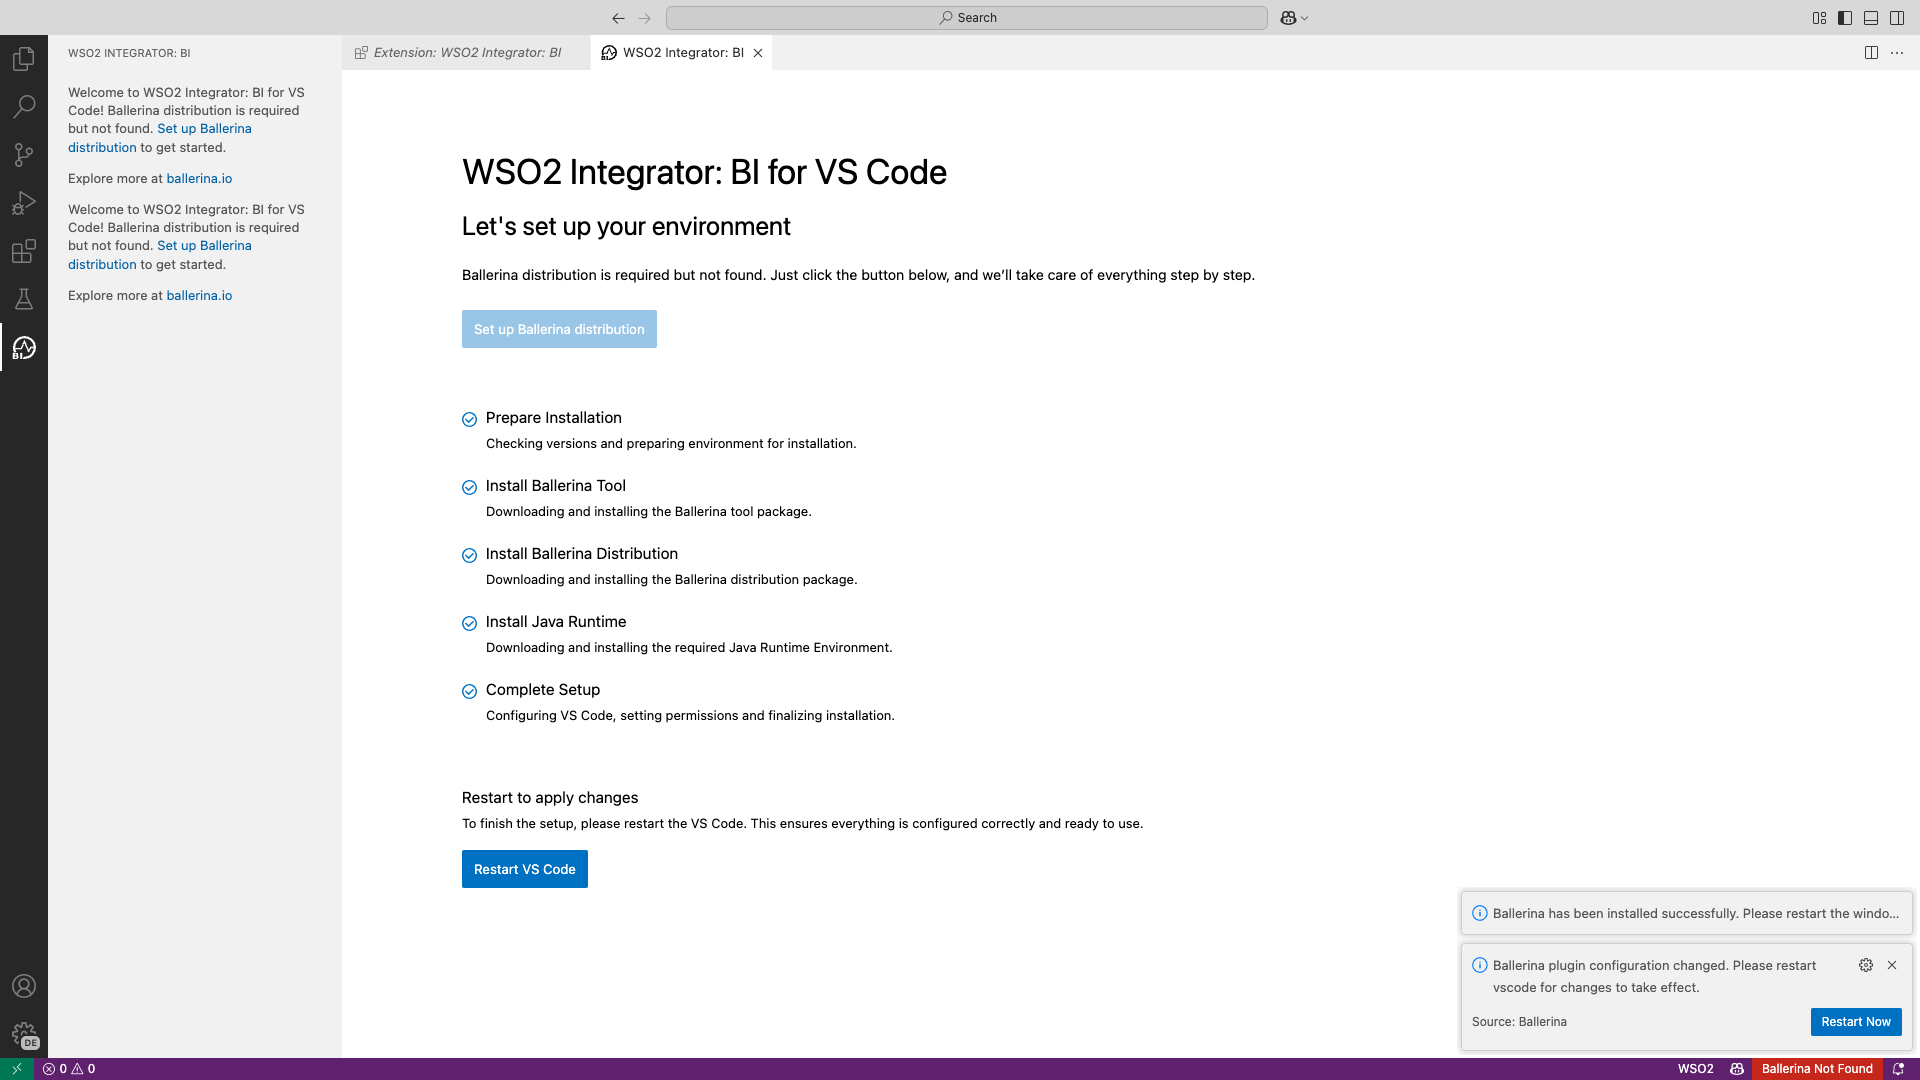 Search
WSO2 INTEGRATOR: BI
Extension: WSO2 Integrator: BI
WSO2 Integrator: BI
Welcome to WSO2 Integrator: BI for VS
Code! Ballerina distribution is required
but not found. Set up Ballerina
distribution to get started.
Explore more at ballerina.io
Welcome to WSO2 Integrator: BI for VS
Code! Ballerina distribution is required
but not found. Set up Ballerina
distribution to get started.
Explore more at ballerina.io
BI
DE
WSO2 Integrator: BI for VS Code
Let's set up your environment
Ballerina distribution is required but not found. Just click the button below, and we’ll take care of everything step by step.
Set up Ballerina distribution
Prepare Installation
Checking versions and preparing environment for installation.
Install Ballerina Tool
Downloading and installing the Ballerina tool package.
Install Ballerina Distribution
Downloading and installing the Ballerina distribution package.
Install Java Runtime
Downloading and installing the required Java Runtime Environment.
Complete Setup
Configuring VS Code, setting permissions and finalizing installation.
Restart to apply changes
To finish the setup, please restart the VS Code. This ensures everything is configured correctly and ready to use.
Restart VS Code
Ballerina has been installed successfully. Please restart the windo...
Ballerina plugin configuration changed. Please restart
vscode for changes to take effect.
Source: Ballerina
Restart Now
0 0
WSO2
Ballerina Not Found